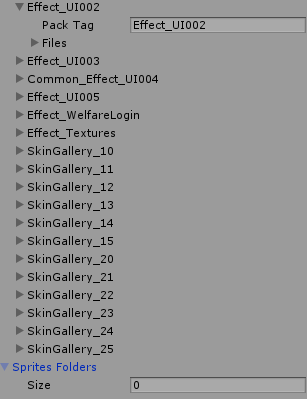 Effect_UI002
Pack Tag Effect_UI002
Files
Effect_UI003
Common_Effect_UI004
Effect_UI005
Effect_WelfareLogin
Effect_Textures
SkinGallery_10
SkinGallery_11
SkinGallery_12
SkinGallery_13
SkinGallery_14
SkinGallery_15
SkinGallery_20
SkinGallery_21
SkinGallery_22
SkinGallery_23
SkinGallery_24
SkinGallery_25
Sprites Folders
Size 0